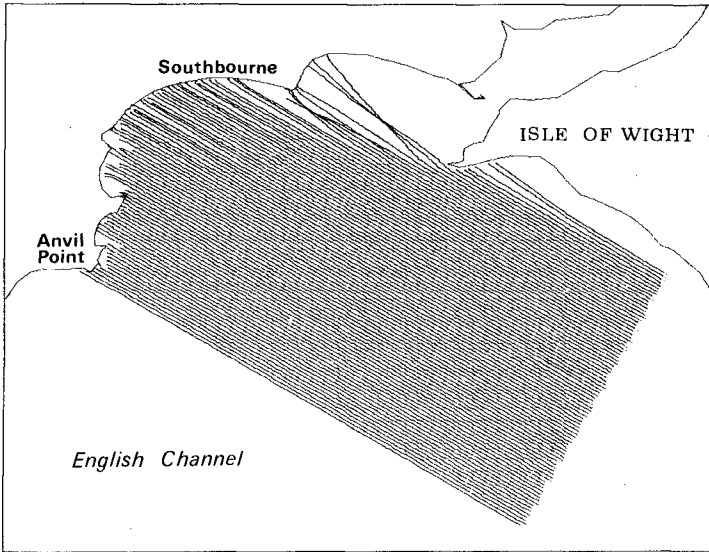 Southbourne
ISLE OF WIGHT
Anvil
Point
English Channel